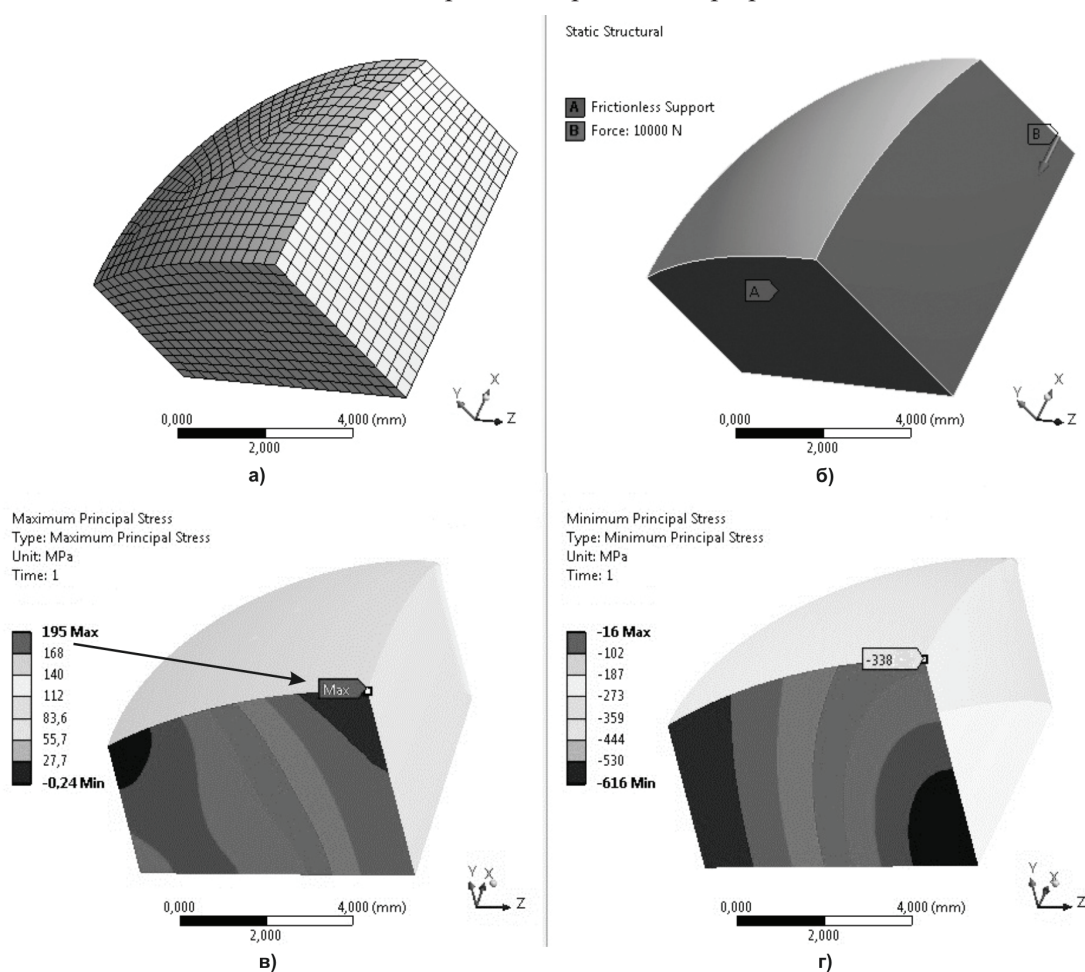 Static Structural
A Frictionless Support
B Force: 10000 N
B
A
Y X Z
0,000 4,000 (mm)
2,000
а)
Y X Z
0,000 4,000 (mm)
2,000
б)
Maximum Principal Stress
Type: Maximum Principal Stress
Unit: MPa
Time: 1
195 Max
168
140
112
83,6
55,7
27,7
-0,24 Min
Max
Y X Z
0,000 4,000 (mm)
2,000
в)
Minimum Principal Stress
Type: Minimum Principal Stress
Unit: MPa
Time: 1
-16 Max
-102
-187
-273
-359
-444
-530
-616 Min
-338
Y X Z
0,000 4,000 (mm)
2,000
г)